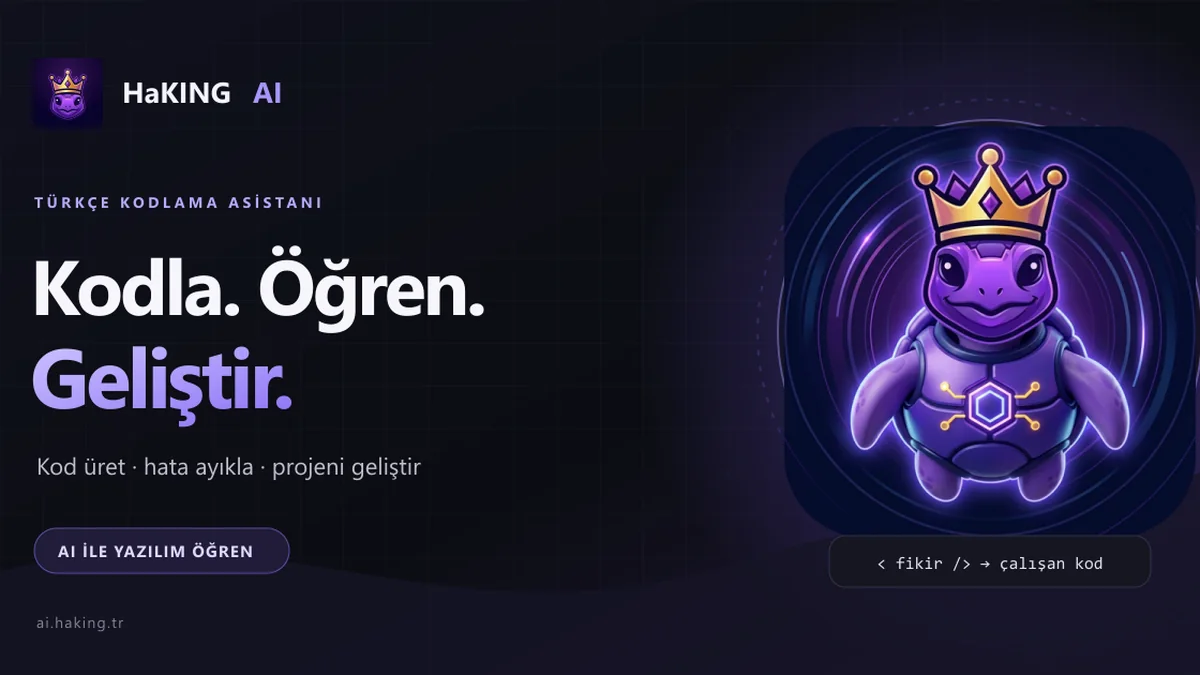 HaKING AI
TÜRKÇE KODLAMA ASİSTANI
Kodla. Öğren.
Geliştir.
Kod üret · hata ayıkla · projeni geliştir
AI İLE YAZILIM ÖĞREN
< fikir /> → çalışan kod
ai.haking.tr